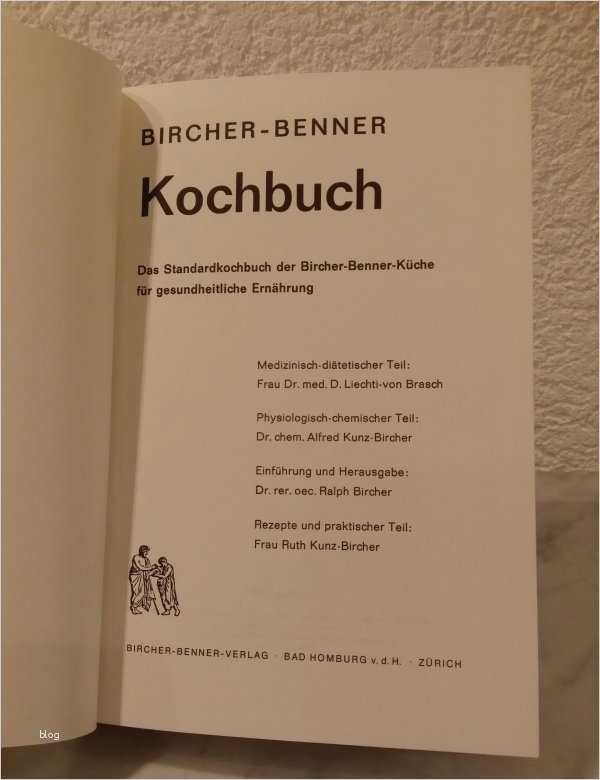 BIRCHER-BENNER
Kochbuch
Das Standardkochbuch der Bircher-Benner-Küche
für gesundheitliche Ernährung
Medizinisch-diätetischer Teil:
Frau Dr. med. D. Liechti-von Brasch
Physiologisch-chemischer Teil:
Dr. chem. Alfred Kunz-Bircher
Einführung und Herausgabe:
Dr. rer. oec. Ralph Bircher
Rezepte und praktischer Teil:
Frau Ruth Kunz-Bircher
BIRCHER-BENNER-VERLAG · BAD HOMBURG v. d. H. · ZÜRICH
blog